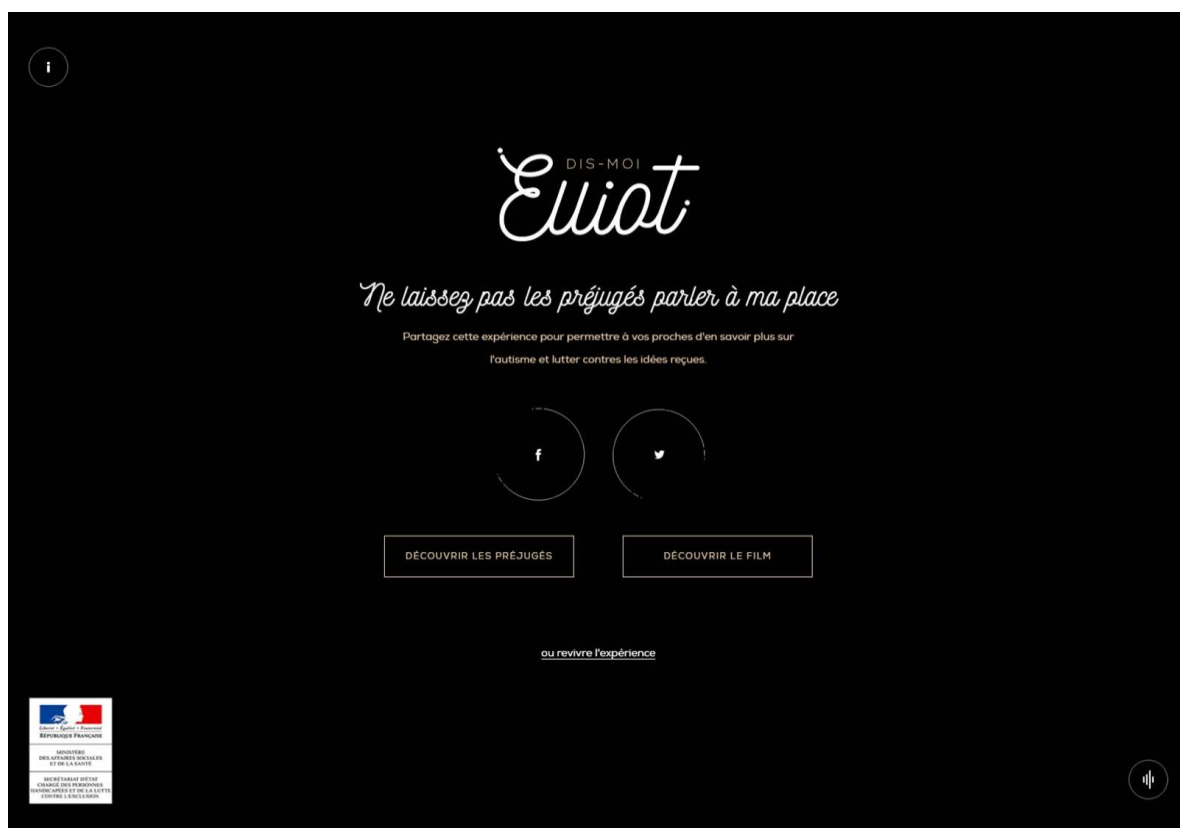 i
DIS-MOI
Elliot
Ne laissez pas les préjugés parler à ma place
Partagez cette expérience pour permettre à vos proches d'en savoir plus sur
l'autisme et lutter contres les idées reçues.
f
DÉCOUVRIR LES PRÉJUGÉS
DÉCOUVRIR LE FILM
ou revivre l'expérience
Liberté • Égalité • Fraternité
RÉPUBLIQUE FRANÇAISE
MINISTÈRE
DES AFFAIRES SOCIALES
ET DE LA SANTÉ
SECRÉTARIAT D'ÉTAT
CHARGÉ DES PERSONNES
HANDICAPÉES ET DE LA LUTTE
CONTRE L'EXCLUSION